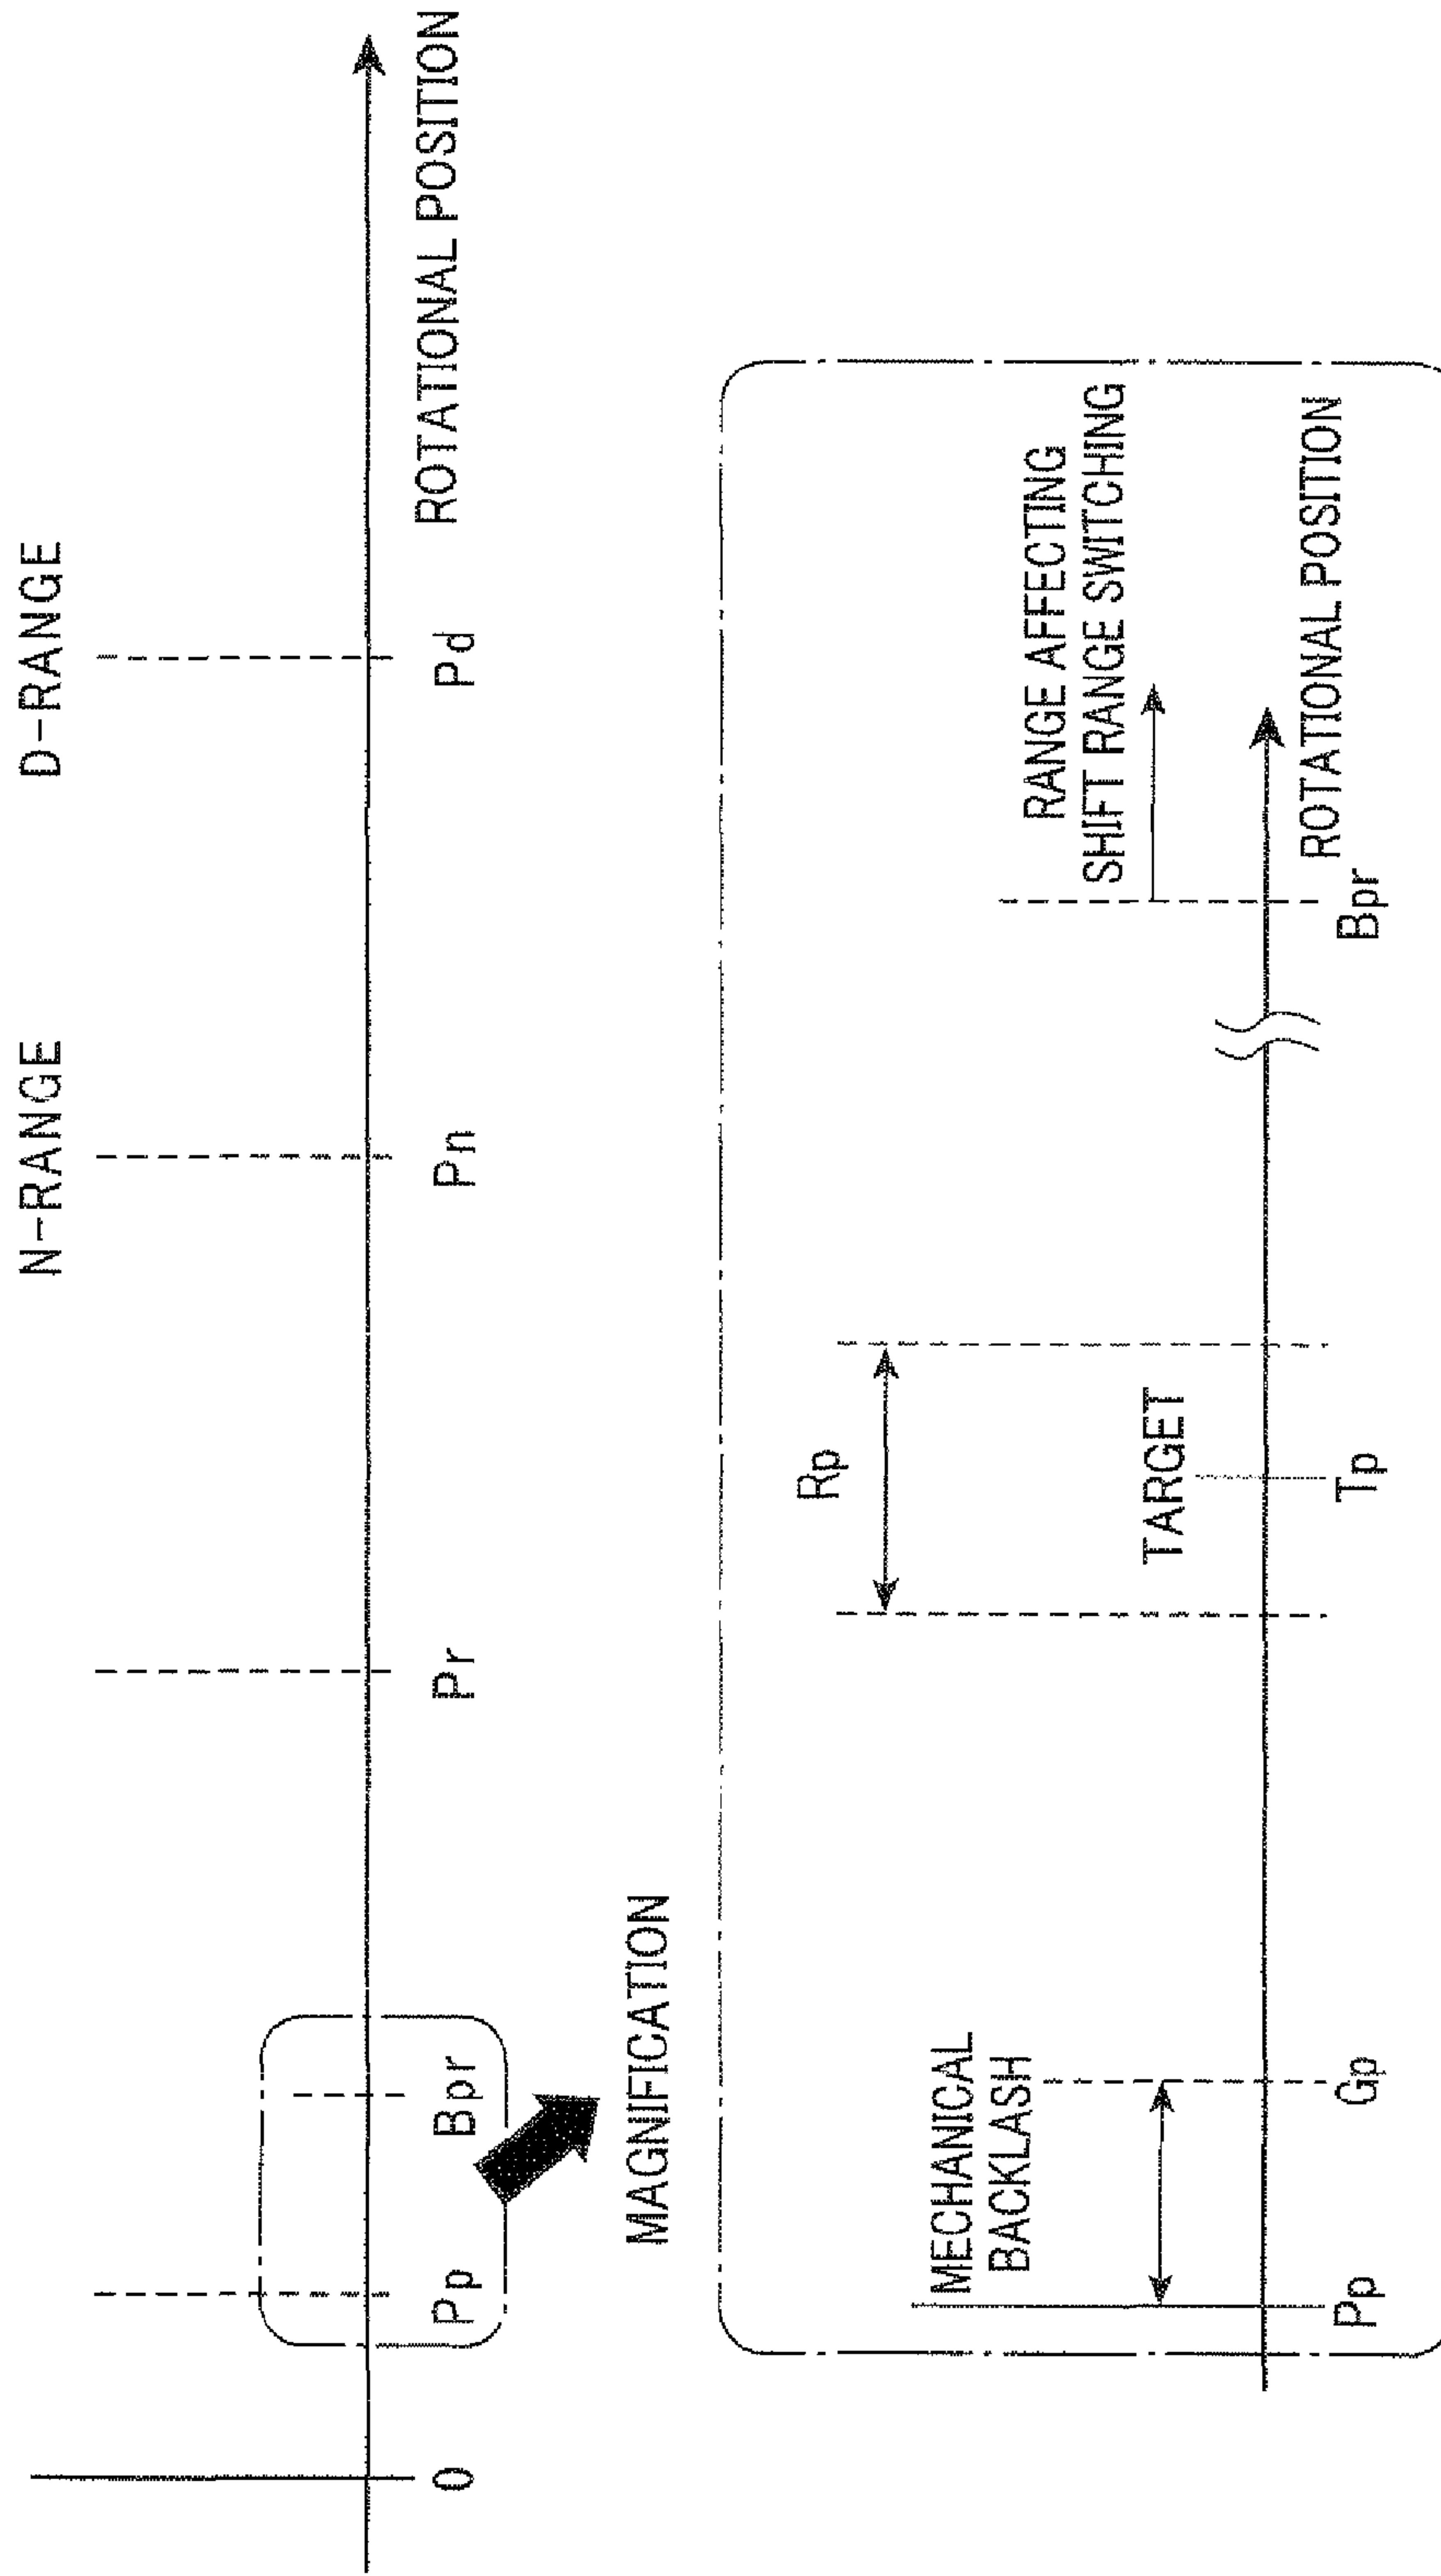 N-RANGE
D-RANGE
0
Pp
Bpr
Pr
Pn
Pd
ROTATIONAL POSITION
MAGNIFICATION
Rp
MECHANICAL
BACKLASH
TARGET
RANGE AFFECTING
SHIFT RANGE SWITCHING
ROTATIONAL POSITION
Pp
Gp
Tp
Bpr